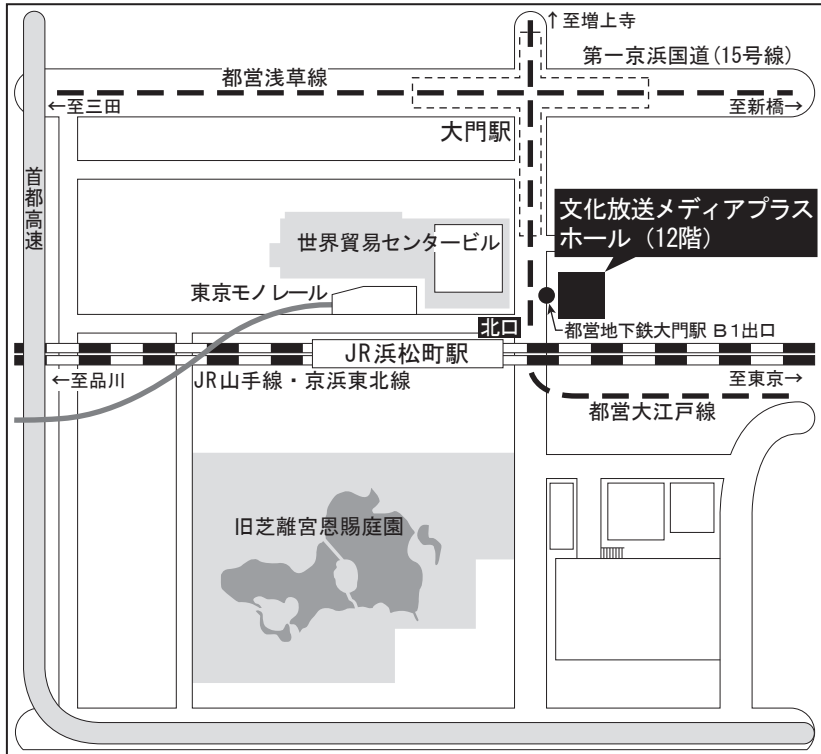 ↑至増上寺
第一京浜国道(15号線)
都営浅草線
←至三田
至新橋→
大門駅
首都高速
文化放送メディアプラス
ホール（12階）
世界貿易センタービル
東京モノレール
北口
都営地下鉄大門駅 B1出口
JR浜松町駅
←至品川
JR山手線・京浜東北線
至東京→
都営大江戸線
旧芝離宮恩賜庭園